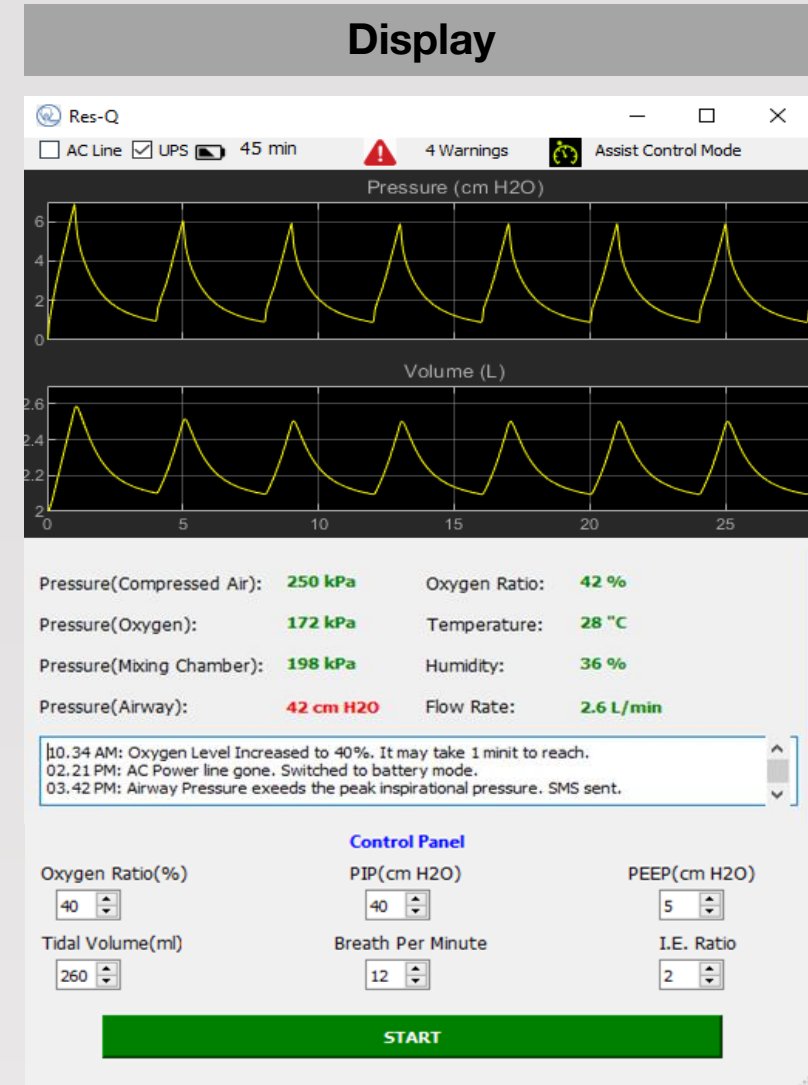 Display
Res-Q
AC Line UPS 45 min 4 Warnings Assist Control Mode
Pressure (cm H2O)
6
4
2
0
Volume (L)
2.6
2.4
2.2
2
0 5 10 15 20 25
Pressure(Compressed Air): 250 kPa Oxygen Ratio: 42 %
Pressure(Oxygen): 172 kPa Temperature: 28 "C
Pressure(Mixing Chamber): 198 kPa Humidity: 36 %
Pressure(Airway): 42 cm H2O Flow Rate: 2.6 L/min
10.34 AM: Oxygen Level Increased to 40%. It may take 1 minit to reach.
02.21 PM: AC Power line gone. Switched to battery mode.
03.42 PM: Airway Pressure exeeds the peak inspirational pressure. SMS sent.
Control Panel
Oxygen Ratio(%) PIP(cm H2O) PEEP(cm H2O)
40 40 5
Tidal Volume(ml) Breath Per Minute I.E. Ratio
260 12 2
START